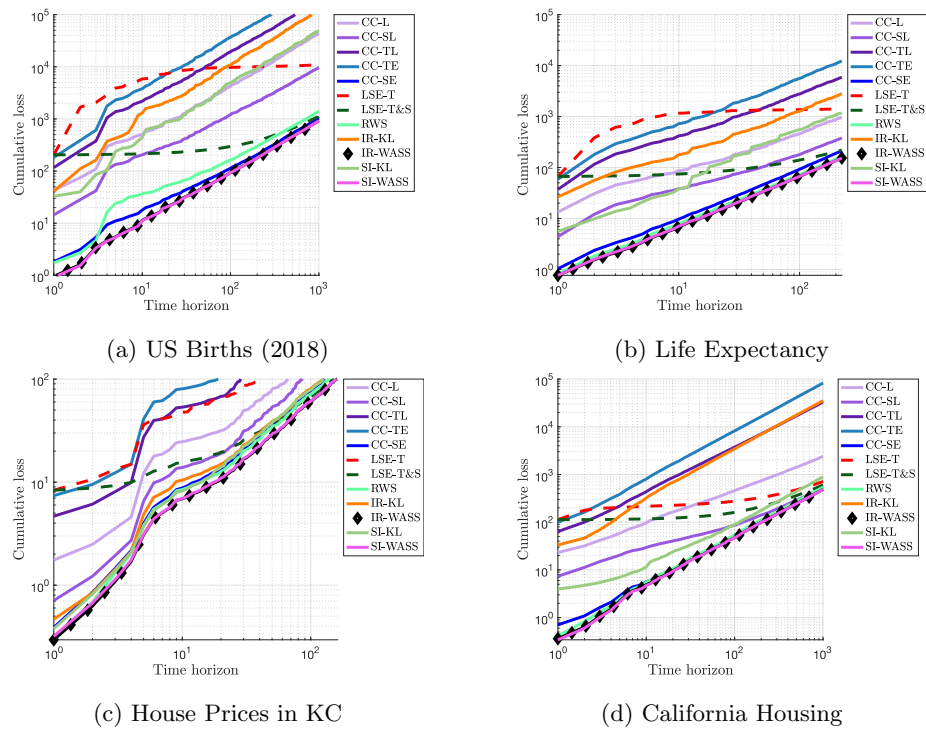 10^5
10^4
10^3
10^2
10^1
10^0
Cumulative loss
10^0
10^1
10^2
10^3
Time horizon
CC-L
CC-SL
CC-TL
CC-TE
CC-SE
LSE-T
LSE-T&S
RWS
IR-KL
IR-WASS
SI-KL
SI-WASS
(a) US Births (2018)
10^5
10^4
10^3
10^2
10^1
10^0
Cumulative loss
10^0
10^1
10^2
Time horizon
CC-L
CC-SL
CC-TL
CC-TE
CC-SE
LSE-T
LSE-T&S
RWS
IR-KL
IR-WASS
SI-KL
SI-WASS
(b) Life Expectancy
10^2
10^1
10^0
Cumulative loss
10^0
10^1
10^2
Time horizon
CC-L
CC-SL
CC-TL
CC-TE
CC-SE
LSE-T
LSE-T&S
RWS
IR-KL
IR-WASS
SI-KL
SI-WASS
(c) House Prices in KC
10^5
10^4
10^3
10^2
10^1
10^0
Cumulative loss
10^0
10^1
10^2
10^3
Time horizon
CC-L
CC-SL
CC-TL
CC-TE
CC-SE
LSE-T
LSE-T&S
RWS
IR-KL
IR-WASS
SI-KL
SI-WASS
(d) California Housing